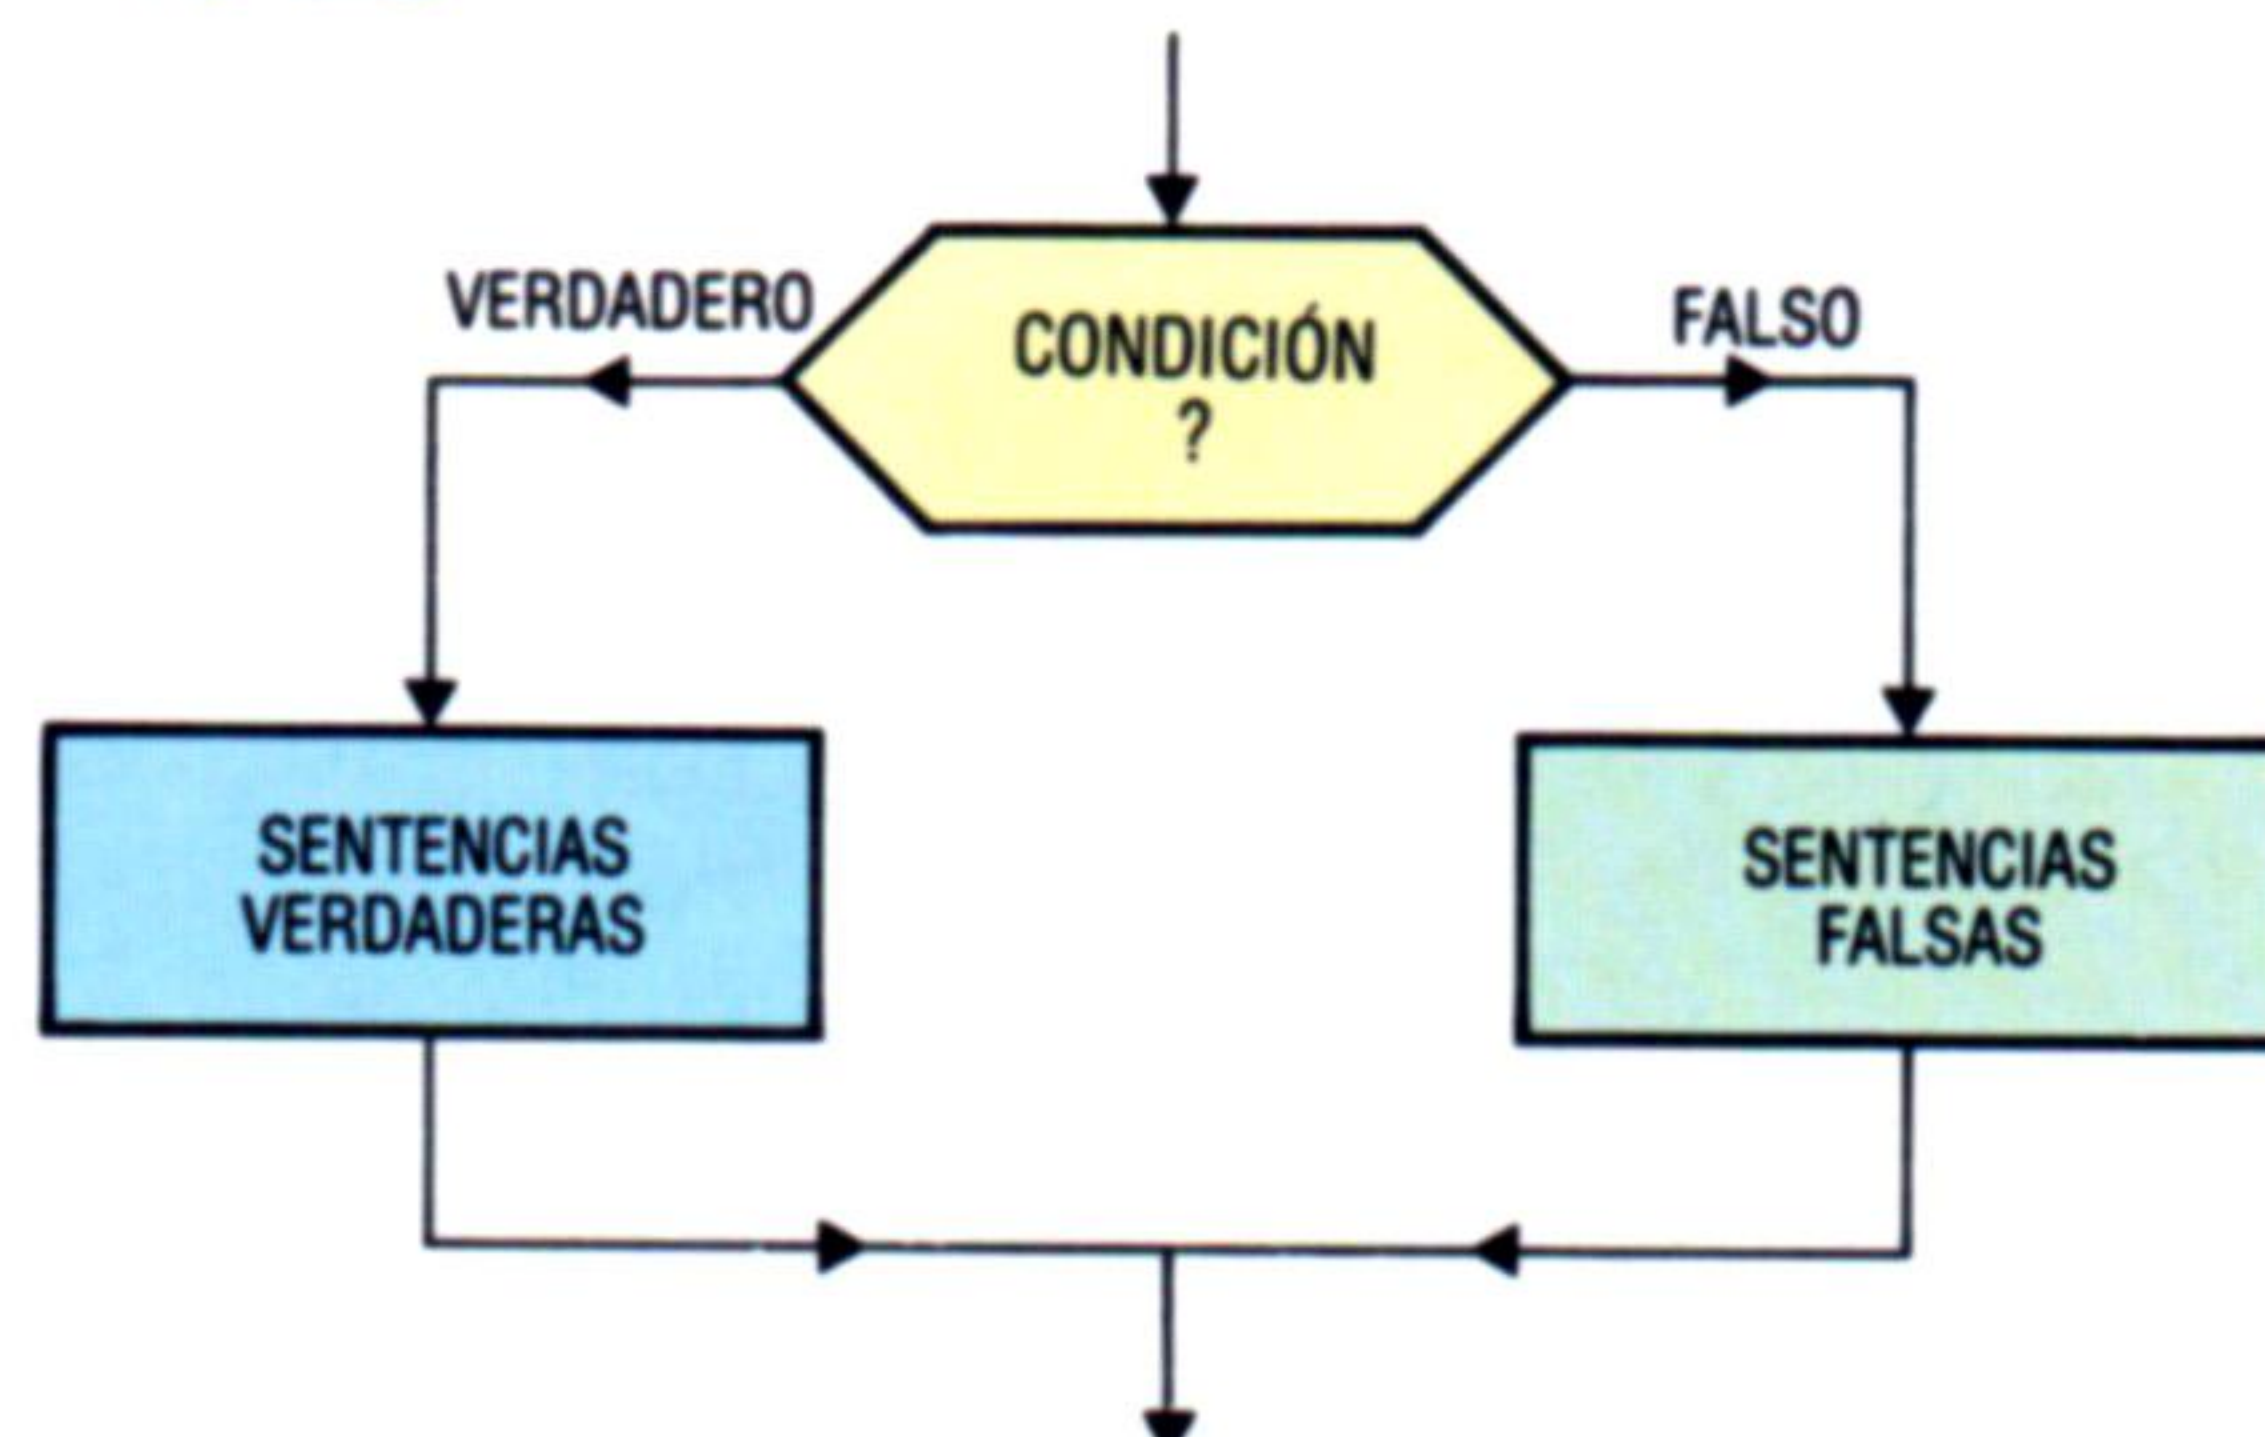 VERDADERO
CONDICIÓN
?
FALSO
SENTENCIAS
VERDADERAS
SENTENCIAS
FALSAS